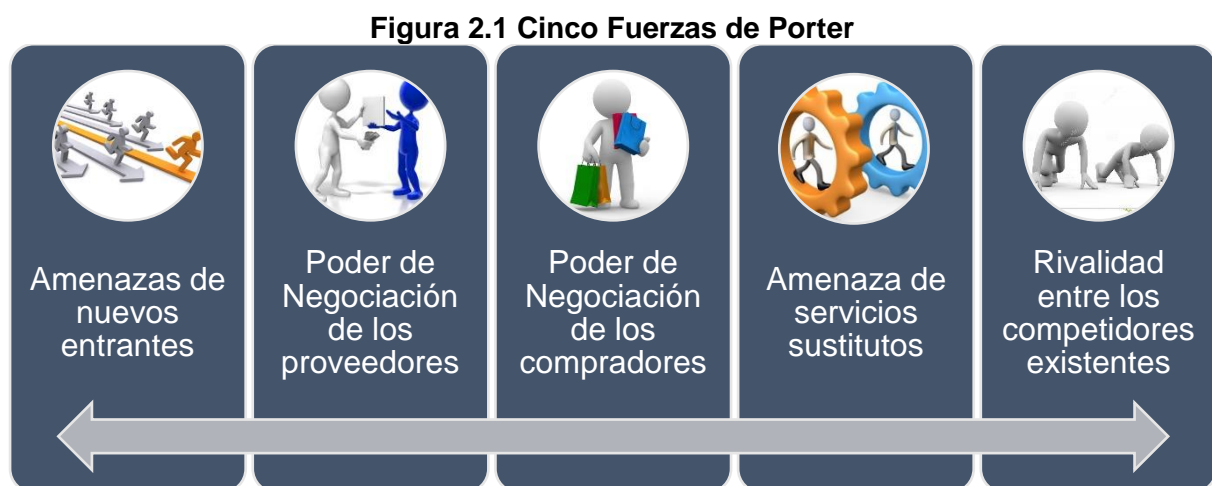 Figura 2.1 Cinco Fuerzas de Porter
Amenazas de
nuevos
entrantes
Poder de
Negociación
de los
proveedores
Poder de
Negociación
de los
compradores
Amenaza de
servicios
sustitutos
Rivalidad
entre los
competidores
existentes